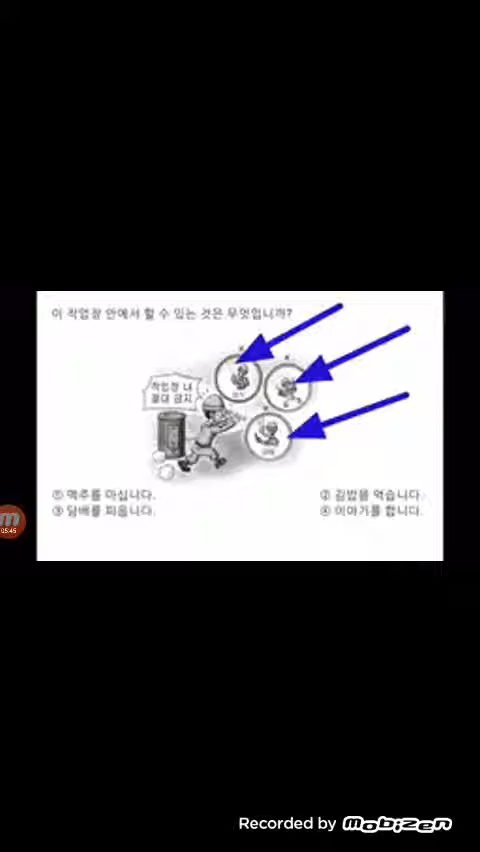 이 작업장 안에서 할 수 있는 것은 무엇입니까?
작업장 내
절대 금지
① 맥주를 마십니다.
② 김밥을 먹습니다.
③ 담배를 피웁니다.
④ 이야기를 합니다.
05:45
Recorded by mobizen